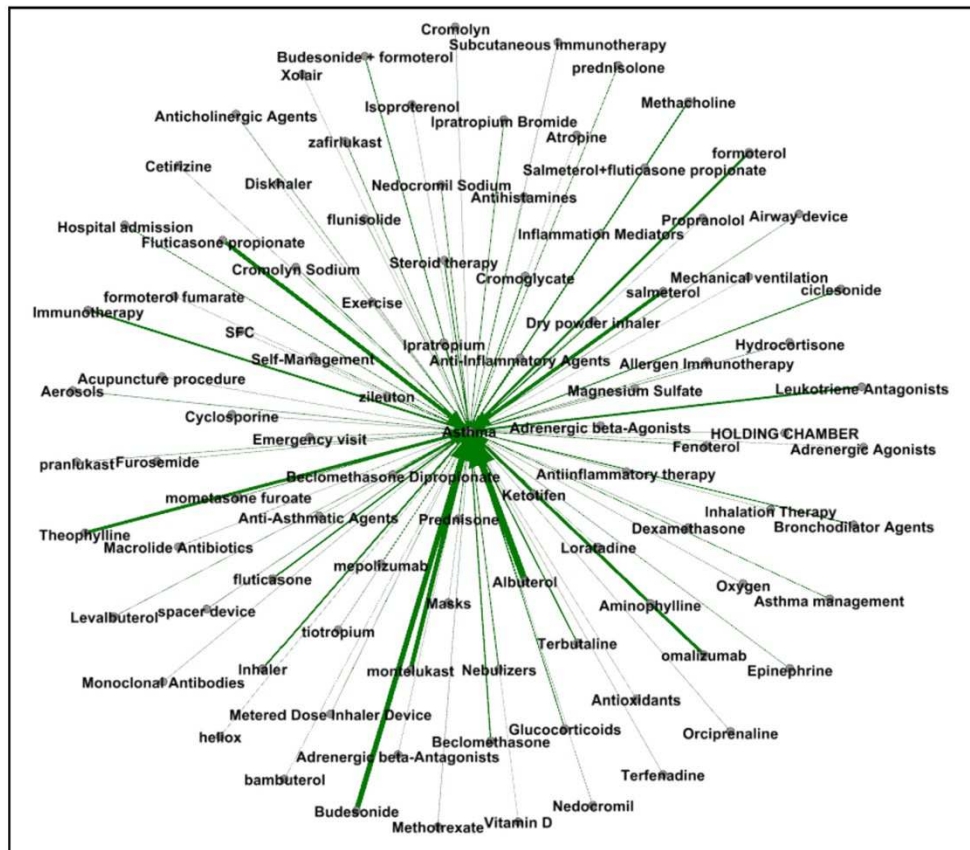 Cromolyn
Subcutaneous Immunotherapy
Budesonide + formoterol
prednisolone
Xolair
Isoproterenol
Methacholine
Anticholinergic Agents
Ipratropium Bromide
Atropine
zafirlukast
formoterol
Cetirizine
Salmeterol+fluticasone propionate
Diskhaler
Nedocromil Sodium
Antihistamines
flunisolide
Propranolol
Airway device
Hospital admission
Inflammation Mediators
Fluticasone propionate
Steroid therapy
Cromolyn Sodium
Cromoglycate
Mechanical ventilation
salmeterol
ciclesonide
formoterol fumarate
Exercise
Immunotherapy
Dry powder inhaler
SFC
Ipratropium
Hydrocortisone
Self-Management
Anti-Inflammatory Agents
Allergen Immunotherapy
Acupuncture procedure
Aerosols
zileuton
Magnesium Sulfate
Leukotriene Antagonists
Cyclosporine
Adrenergic beta-Agonists
Asthma
HOLDING CHAMBER
Emergency visit
Fenoterol
Adrenergic Agonists
pranlukast
Furosemide
Beclomethasone Dipropionate
Antiinflammatory therapy
mometasone furoate
Ketotifen
Inhalation Therapy
Anti-Asthmatic Agents
Prednisone
Dexamethasone
Bronchodilator Agents
Theophylline
Macrolide Antibiotics
Loratadine
mepolizumab
fluticasone
Albuterol
Oxygen
Levalbuterol
spacer device
Masks
Aminophylline
Asthma management
tiotropium
Terbutaline
omalizumab
Inhaler
montelukast
Nebulizers
Epinephrine
Monoclonal Antibodies
Antioxidants
Metered Dose Inhaler Device
Glucocorticoids
heliox
Beclomethasone
Orciprenaline
Adrenergic beta-Antagonists
bambuterol
Terfenadine
Budesonide
Nedocromil
Methotrexate
Vitamin D